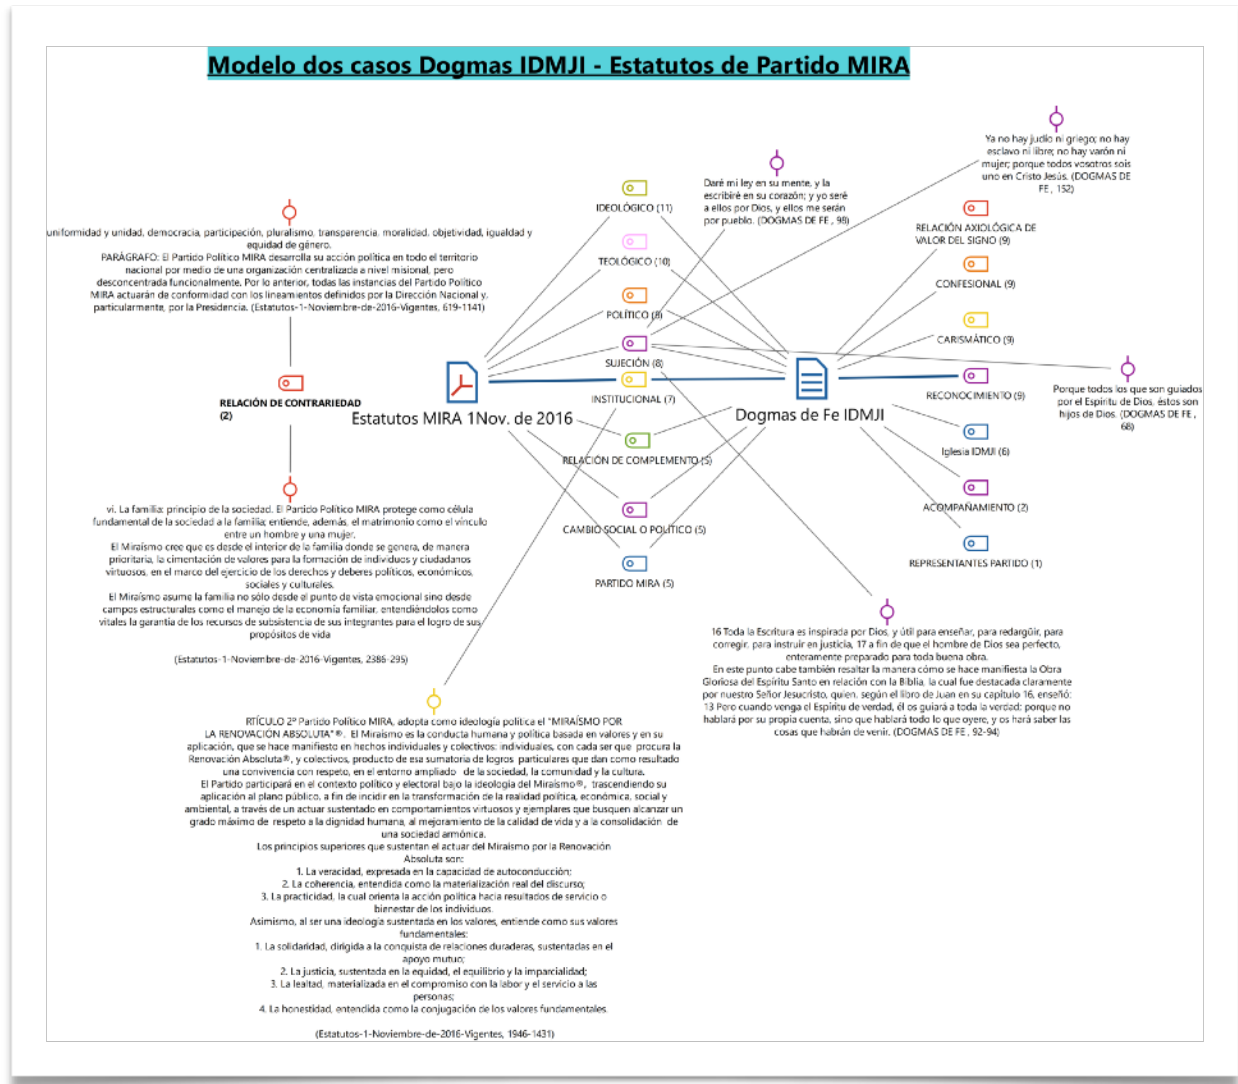 Modelo dos casos Dogmas IDMJI - Estatutos de Partido MIRA
Ya no hay judío ni griego; no hay
esclavo ni libre; no hay varón ni
mujer; porque todos vosotros sois
uno en Cristo Jesús. (DOGMAS DE
FE , 152)
Daré mi ley en su mente, y la
escribiré en su corazón; y yo seré
a ellos por Dios, y ellos me serán
por pueblo. (DOGMAS DE FE , 98)
IDEOLÓGICO (11)
TEOLÓGICO (10)
POLÍTICO (8)
SUJECIÓN (8)
INSTITUCIONAL (7)
RELACIÓN DE COMPLEMENTO (5)
CAMBIO SOCIAL O POLÍTICO (5)
PARTIDO MIRA (5)
RELACIÓN AXIOLÓGICA DE
VALOR DEL SIGNO (9)
CONFESIONAL (9)
CARISMÁTICO (9)
RECONOCIMIENTO (9)
Iglesia IDMJI (6)
ACOMPAÑAMIENTO (2)
REPRESENTANTES PARTIDO (1)
Porque todos los que son guiados
por el Espíritu de Dios, éstos son
hijos de Dios. (DOGMAS DE FE ,
68)
uniformidad y unidad, democracia, participación, pluralismo, transparencia, moralidad, objetividad, igualdad y
equidad de género.
PARÁGRAFO: El Partido Político MIRA desarrolla su acción política en todo el territorio
nacional por medio de una organización centralizada a nivel misional, pero
desconcentrada funcionalmente. Por lo anterior, todas las instancias del Partido Político
MIRA actuarán de conformidad con los lineamientos definidos por la Dirección Nacional y,
particularmente, por la Presidencia. (Estatutos-1-Noviembre-de-2016-Vigentes, 619-1141)
RELACIÓN DE CONTRARIEDAD
(2)
Estatutos MIRA 1Nov. de 2016
Dogmas de Fe IDMJI
vi. La familia: principio de la sociedad. El Partido Político MIRA protege como célula
fundamental de la sociedad a la familia; entiende, además, el matrimonio como el vínculo
entre un hombre y una mujer.
El Miraísmo cree que es desde el interior de la familia donde se genera, de manera
prioritaria, la cimentación de valores para la formación de individuos y ciudadanos
virtuosos, en el marco del ejercicio de los derechos y deberes políticos, económicos,
sociales y culturales.
El Miraísmo asume la familia no sólo desde el punto de vista emocional sino desde
campos estructurales como el manejo de la economía familiar, entendiéndolos como
vitales la garantía de los recursos de subsistencia de sus integrantes para el logro de sus
propósitos de vida
(Estatutos-1-Noviembre-de-2016-Vigentes, 2386-295)
16 Toda la Escritura es inspirada por Dios, y útil para enseñar, para redargüir, para
corregir, para instruir en justicia, 17 a fin de que el hombre de Dios sea perfecto,
enteramente preparado para toda buena obra.
En este punto cabe también resaltar la manera cómo se hace manifiesta la Obra
Gloriosa del Espíritu Santo en relación con la Biblia, la cual fue destacada claramente
por nuestro Señor Jesucristo, quien, según el libro de Juan en su capítulo 16, enseñó:
13 Pero cuando venga el Espíritu de verdad, él os guiará a toda la verdad; porque no
hablará por su propia cuenta, sino que hablará todo lo que oyere, y os hará saber las
cosas que habrán de venir. (DOGMAS DE FE , 92-94)
RTÍCULO 2º Partido Político MIRA, adopta como ideología política el "MIRAÍSMO POR
LA RENOVACIÓN ABSOLUTA"®. El Miraísmo es la conducta humana y política basada en valores y en su
aplicación, que se hace manifiesto en hechos individuales y colectivos: individuales, con cada ser que procura la
Renovación Absoluta®, y colectivos, producto de esa sumatoria de logros particulares que dan como resultado
una convivencia con respeto, en el entorno ampliado de la sociedad, la comunidad y la cultura.
El Partido participará en el contexto político y electoral bajo la ideología del Miraísmo®, trascendiendo su
aplicación al plano público, a fin de incidir en la transformación de la realidad política, económica, social y
ambiental, a través de un actuar sustentado en comportamientos virtuosos y ejemplares que busquen alcanzar un
grado máximo de respeto a la dignidad humana, al mejoramiento de la calidad de vida y a la consolidación de
una sociedad armónica.
Los principios superiores que sustentan el actuar del Miraísmo por la Renovación
Absoluta son:
1. La veracidad, expresada en la capacidad de autoconducción;
2. La coherencia, entendida como la materialización real del discurso;
3. La practicidad, la cual orienta la acción política hacia resultados de servicio o
bienestar de los individuos.
Asimismo, al ser una ideología sustentada en los valores, entiende como sus valores
fundamentales:
1. La solidaridad, dirigida a la conquista de relaciones duraderas, sustentadas en el
apoyo mutuo;
2. La justicia, sustentada en la equidad, el equilibrio y la imparcialidad;
3. La lealtad, materializada en el compromiso con la labor y el servicio a las
personas;
4. La honestidad, entendida como la conjugación de los valores fundamentales.
(Estatutos-1-Noviembre-de-2016-Vigentes, 1946-1431)